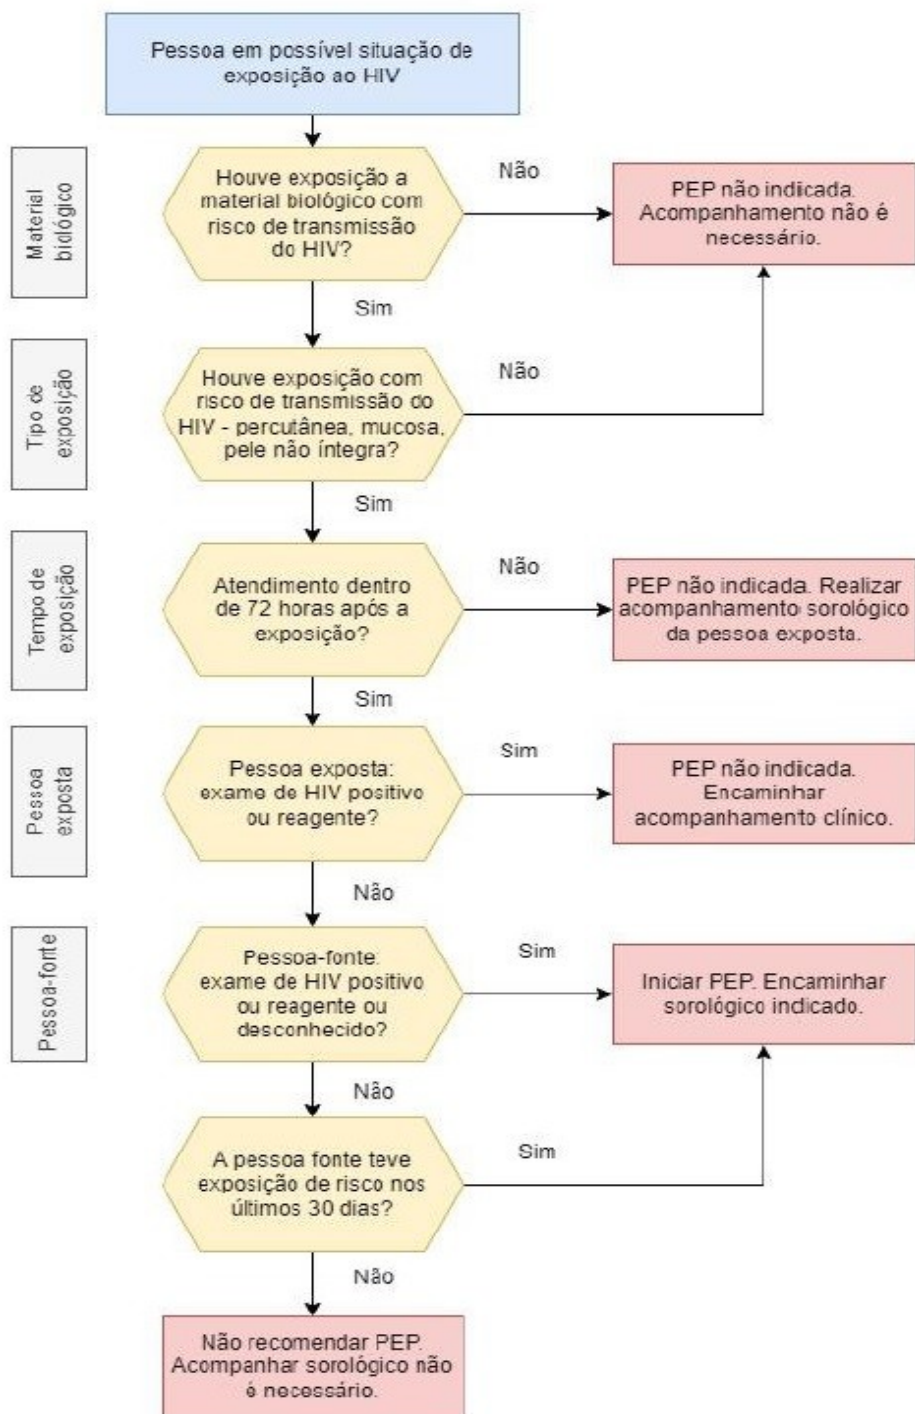 Pessoa em possível situação de
exposição ao HIV
Material
biológico
Houve exposição a
material biológico com
risco de transmissão
do HIV?
Não
PEP não indicada.
Acompanhamento não é
necessário.
Sim
Tipo de
exposição
Houve exposição com
risco de transmissão do
HIV - percutânea, mucosa,
pele não íntegra?
Não
Sim
Tempo de
exposição
Atendimento dentro
de 72 horas após a
exposição?
Não
PEP não indicada. Realizar
acompanhamento sorológico
da pessoa exposta.
Sim
Pessoa
exposta
Pessoa exposta:
exame de HIV positivo
ou reagente?
Sim
PEP não indicada.
Encaminhar
acompanhamento clínico.
Não
Pessoa-fonte
Pessoa-fonte:
exame de HIV positivo
ou reagente ou
desconhecido?
Sim
Iniciar PEP. Encaminhar
sorológico indicado.
Não
A pessoa fonte teve
exposição de risco nos
últimos 30 dias?
Sim
Não
Não recomendar PEP.
Acompanhar sorológico não
é necessário.